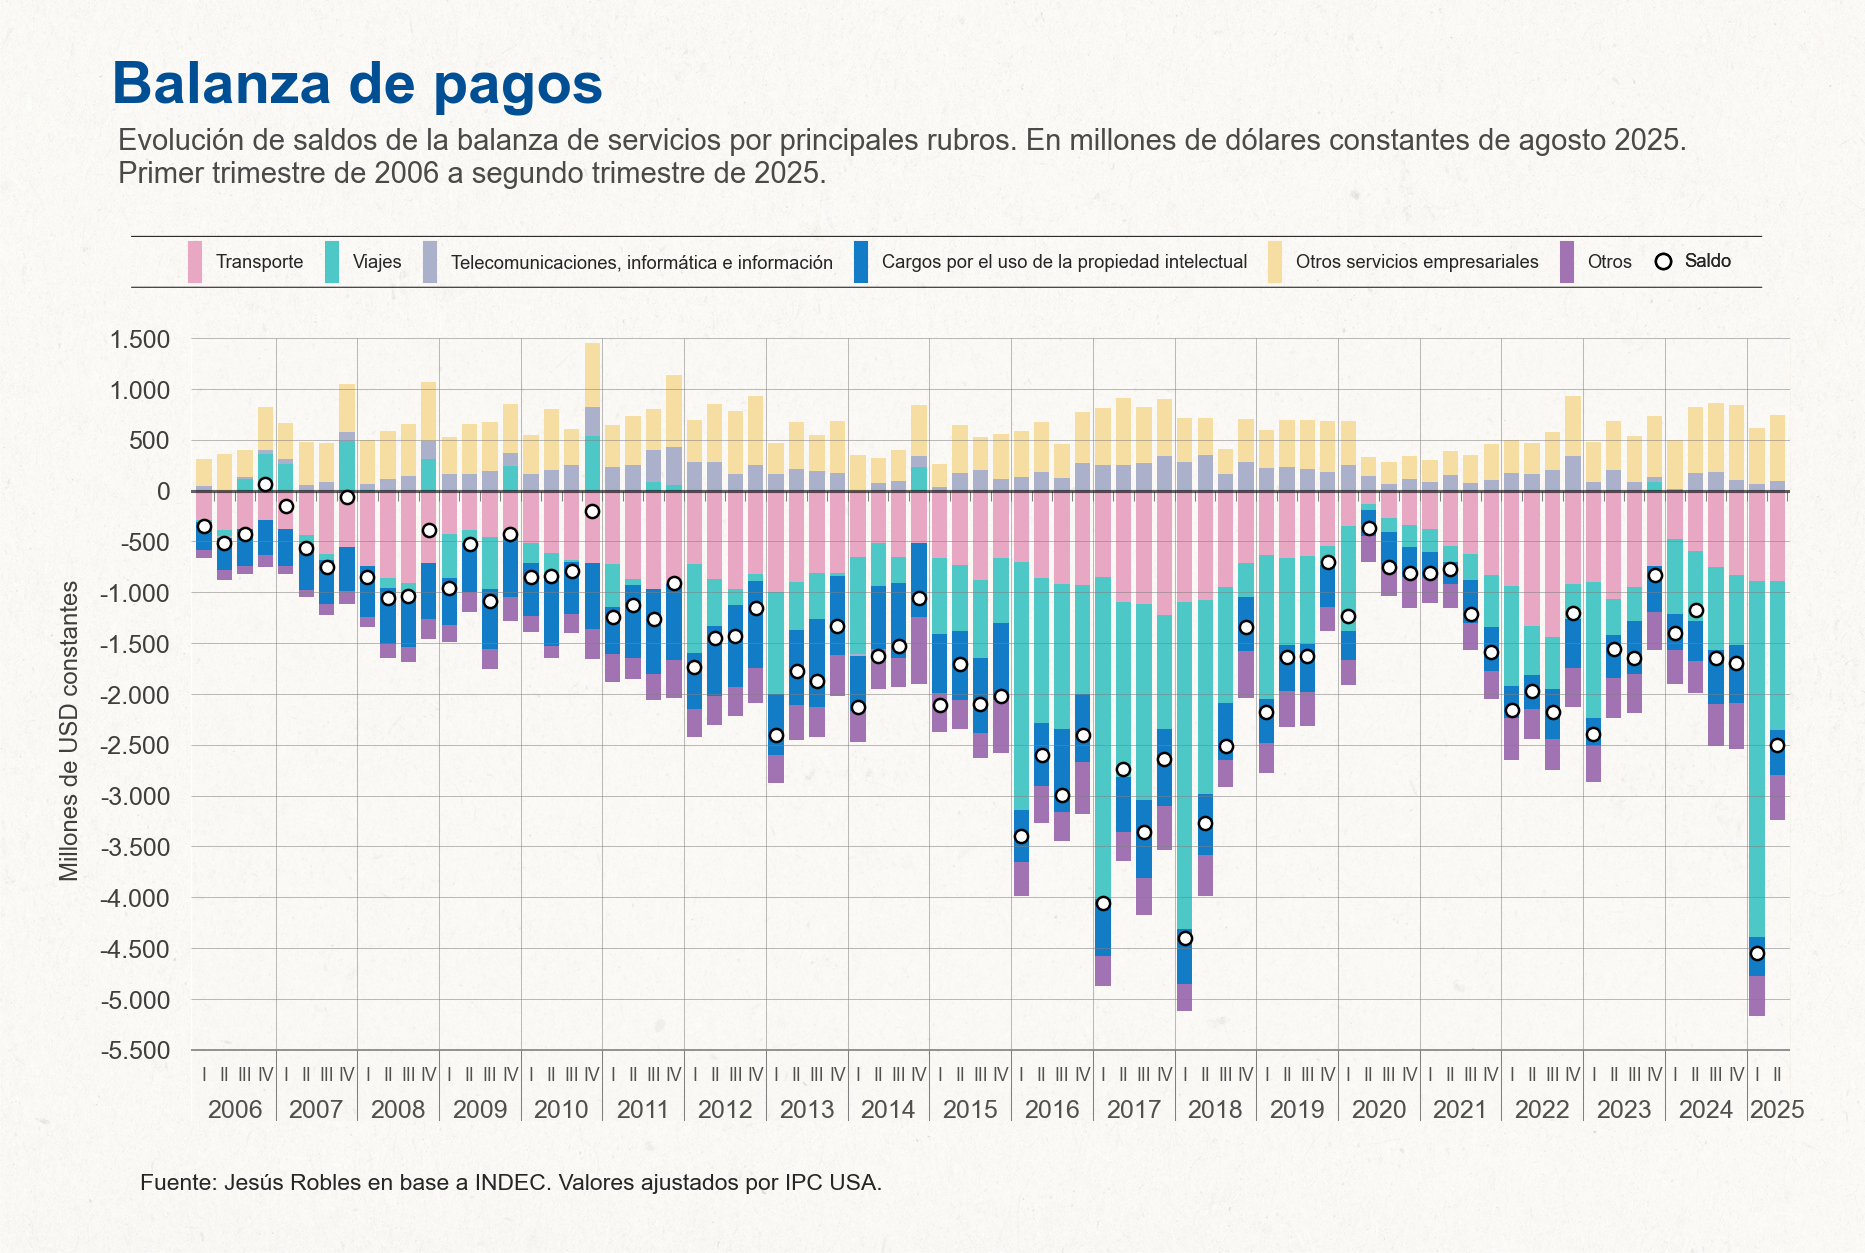 Balanza de pagos
Evolución de saldos de la balanza de servicios por principales rubros. En millones de dólares constantes de agosto 2025.
Primer trimestre de 2006 a segundo trimestre de 2025.
Transporte Viajes Telecomunicaciones, informática e información Cargos por el uso de la propiedad intelectual Otros servicios empresariales Otros Saldo
Millones de USD constantes
1.500
1.000
500
0
-500
-1.000
-1.500
-2.000
-2.500
-3.000
-3.500
-4.000
-4.500
-5.000
-5.500
I II III IV I II III IV I II III IV I II III IV I II III IV I II III IV I II III IV I II III IV I II III IV I II III IV I II III IV I II III IV I II III IV I II III IV I II III IV I II III IV I II III IV I II III IV I II III IV I II
2006 2007 2008 2009 2010 2011 2012 2013 2014 2015 2016 2017 2018 2019 2020 2021 2022 2023 2024 2025
Fuente: Jesús Robles en base a INDEC. Valores ajustados por IPC USA.